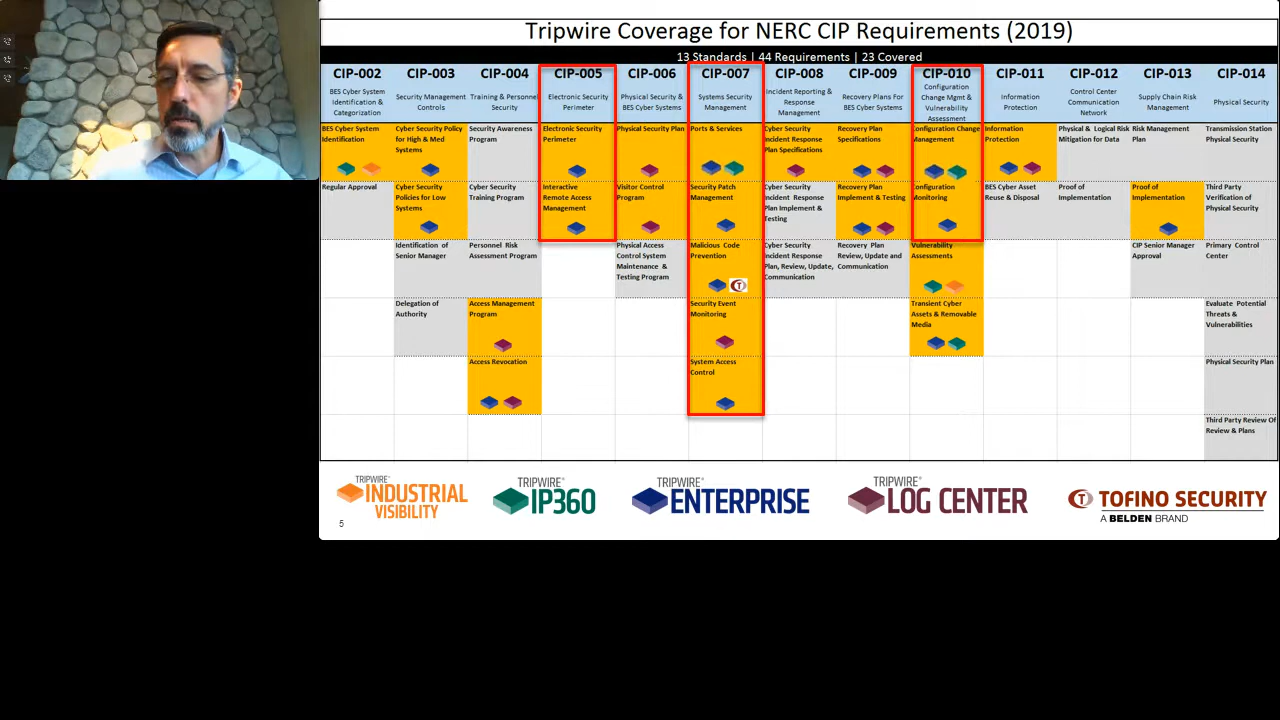 Tripwire Coverage for NERC CIP Requirements (2019)
13 Standards | 44 Requirements | 23 Covered
CIP-002
BES Cyber System
Identification &
Categorization
CIP-003
Security Management
Controls
CIP-004
Training & Personnel
Security
CIP-005
Electronic Security
Perimeter
CIP-006
Physical Security &
BES Cyber Systems
CIP-007
Systems Security
Management
CIP-008
Incident Reporting &
Response
Management
CIP-009
Recovery Plans For
BES Cyber Systems
CIP-010
Configuration
Change Mgmt &
Vulnerability
Assessment
CIP-011
Information
Protection
CIP-012
Control Center
Communication
Network
CIP-013
Supply Chain Risk
Management
CIP-014
Physical Security
BES Cyber System
Identification
Cyber Security Policy
for High & Med
Systems
Security Awareness
Program
Electronic Security
Perimeter
Physical Security Plan
Ports & Services
Cyber Security
Incident Response
Plan Specifications
Recovery Plan
Specifications
Configuration Change
Management
Information
Protection
Physical & Logical Risk
Mitigation for Data
Risk Management
Plan
Transmission Station
Physical Security
Regular Approval
Cyber Security
Policies for Low
Systems
Cyber Security
Training Program
Interactive
Remote Access
Management
Visitor Control
Program
Security Patch
Management
Cyber Security
Incident Response
Plan Implement &
Testing
Recovery Plan
Implement & Testing
Configuration
Monitoring
BES Cyber Asset
Reuse & Disposal
Proof of
Implementation
Proof of
Implementation
Third Party
Verification of
Physical Security
Identification of
Senior Manager
Personnel Risk
Assessment Program
Physical Access
Control System
Maintenance &
Testing Program
Malicious Code
Prevention
T
Cyber Security
Incident Response
Plan, Review, Update,
Communication
Recovery Plan
Review, Update and
Communication
Vulnerability
Assessments
CIP Senior Manager
Approval
Primary Control
Center
Delegation of
Authority
Access Management
Program
Security Event
Monitoring
Transient Cyber
Assets & Removable
Media
Evaluate Potential
Threats &
Vulnerabilities
Access Revocation
System Access
Control
Physical Security Plan
Third Party Review Of
Review & Plans
TRIPWIRE®
INDUSTRIAL
VISIBILITY
TRIPWIRE®
IP360
TRIPWIRE®
ENTERPRISE
TRIPWIRE®
LOG CENTER
T TOFINO SECURITY
A BELDEN BRAND
5